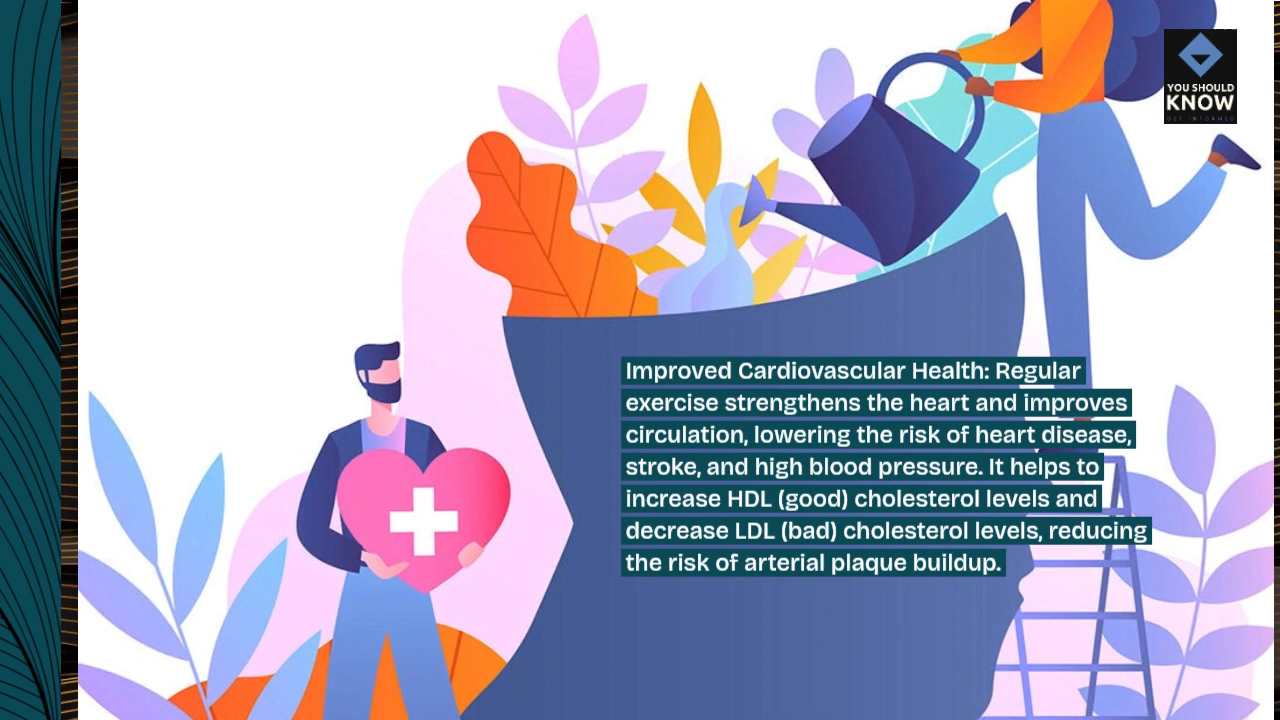 YOU SHOULD
KNOW
GET INFORMED
Improved Cardiovascular Health: Regular
exercise strengthens the heart and improves
circulation, lowering the risk of heart disease,
stroke, and high blood pressure. It helps to
increase HDL (good) cholesterol levels and
decrease LDL (bad) cholesterol levels, reducing
the risk of arterial plaque buildup.